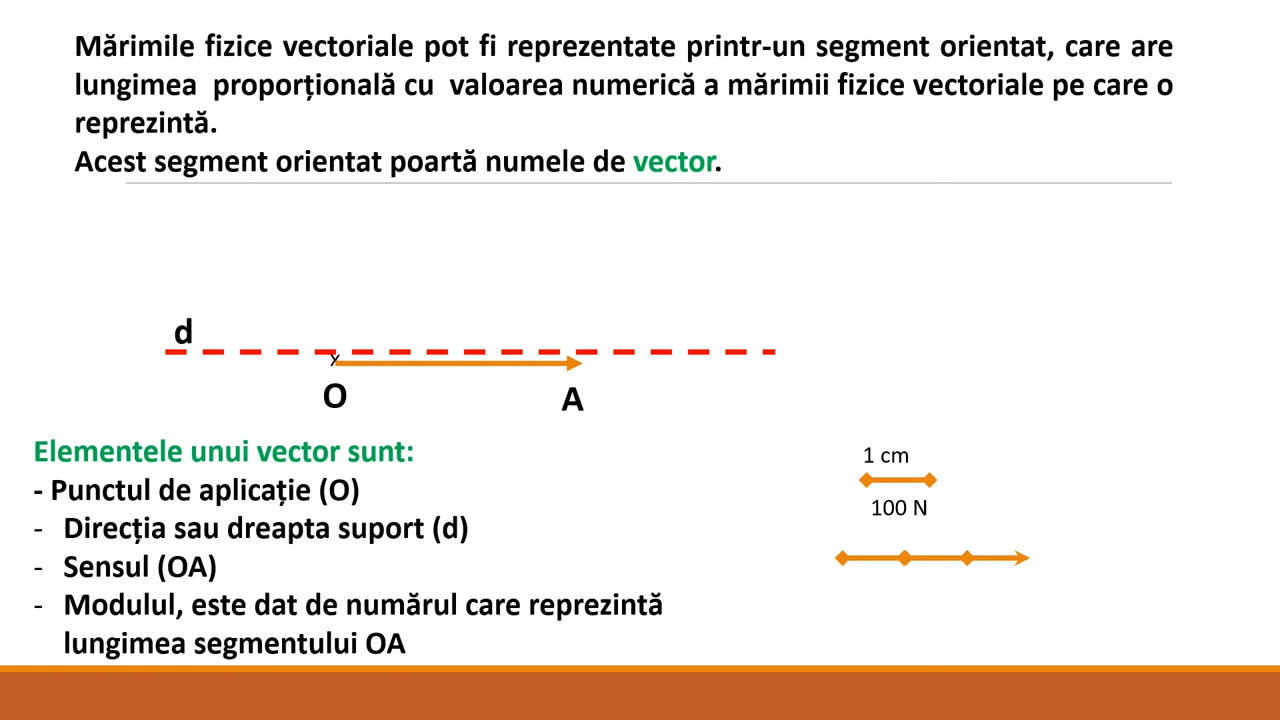 Mărimile fizice vectoriale pot fi reprezentate printr-un segment orientat, care are
lungimea proporțională cu valoarea numerică a mărimii fizice vectoriale pe care o
reprezintă.
Acest segment orientat poartă numele de vector.
d
x
O
A
Elementele unui vector sunt:
- Punctul de aplicație (O)
- Direcția sau dreapta suport (d)
- Sensul (OA)
- Modulul, este dat de numărul care reprezintă
lungimea segmentului OA
1 cm
100 N